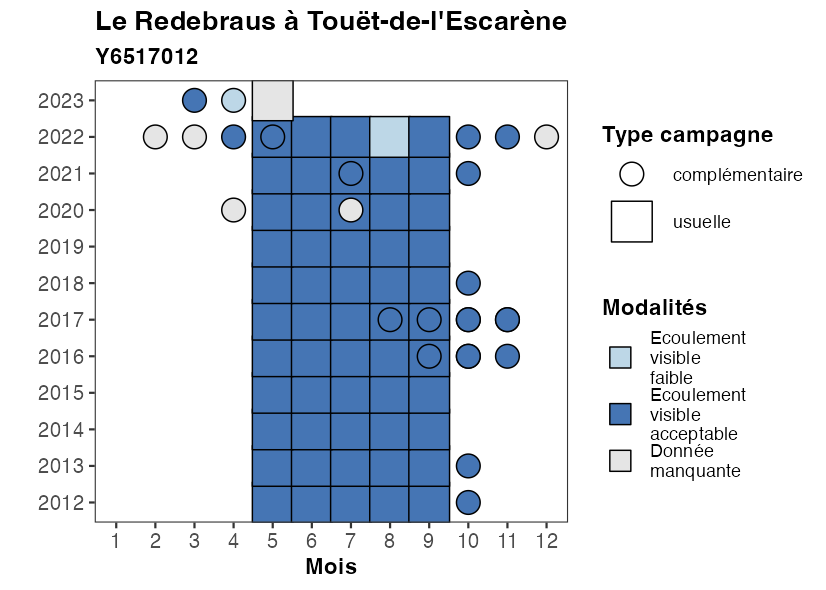 Le Redebraus à Touët-de-l'Escarène
Y6517012
2023
2022
2021
2020
2019
2018
2017
2016
2015
2014
2013
2012
1 2 3 4 5 6 7 8 9 10 11 12
Mois
Type campagne
complémentaire
usuelle
Modalités
Ecoulement
visible
faible
Ecoulement
visible
acceptable
Donnée
manquante